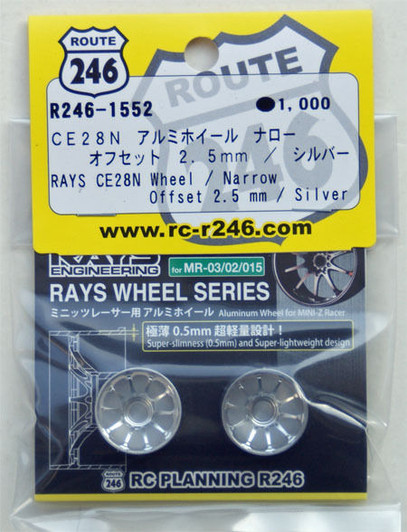 ROUTE
246
ROUTE
246
R246-1552
●1,000
CE28N アルミホイール ナロー
オフセット 2.5mm / シルバー
RAYS CE28N Wheel / Narrow
Offset 2.5 mm / Silver
www.rc-r246.com
RAYS
ENGINEERING
for MR-03/02/015
RAYS WHEEL SERIES
ミニッツレーサー用 アルミホイール Aluminum Wheel for MINI-Z Racer
極薄0.5mm超軽量設計！
Super-slimness (0.5mm) and Super-lightweight design
ROUTE
246
RC PLANNING R246